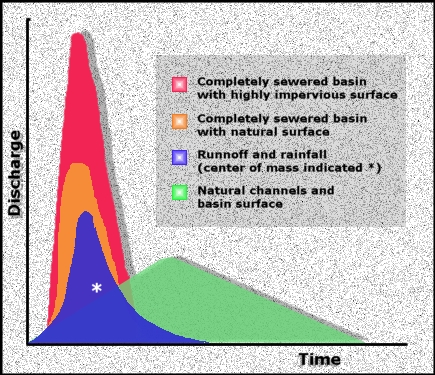 Completely sewered basin
with highly impervious surface
Completely sewered basin
with natural surface
Runnoff and rainfall
(center of mass indicated *)
Natural channels and
basin surface
Discharge
*
Time